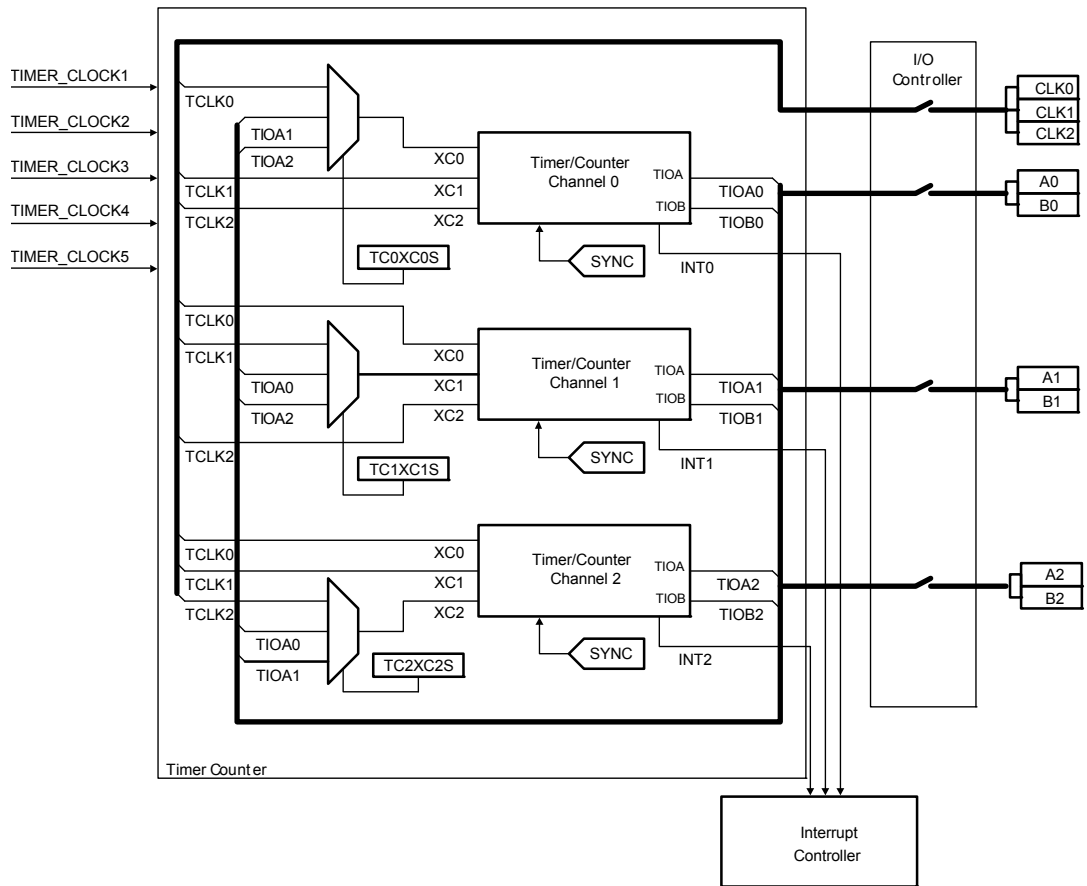 TIMER_CLOCK1
TIMER_CLOCK2
TIMER_CLOCK3
TIMER_CLOCK4
TIMER_CLOCK5
TCLK0
TIOA1
TIOA2
TCLK1
TCLK2
XC0
XC1
XC2
Timer/Counter
Channel 0
TIOA
TIOB
TIOA0
TIOB0
TC0XC0S
SYNC
INT0
TCLK0
TCLK1
TIOA0
TIOA2
TCLK2
XC0
XC1
XC2
Timer/Counter
Channel 1
TIOA
TIOB
TIOA1
TIOB1
TC1XC1S
SYNC
INT1
TCLK0
TCLK1
TCLK2
TIOA0
TIOA1
XC0
XC1
XC2
Timer/Counter
Channel 2
TIOA
TIOB
TIOA2
TIOB2
TC2XC2S
SYNC
INT2
Timer Counter
I/O
Controller
CLK0
CLK1
CLK2
A0
B0
A1
B1
A2
B2
Interrupt
Controller